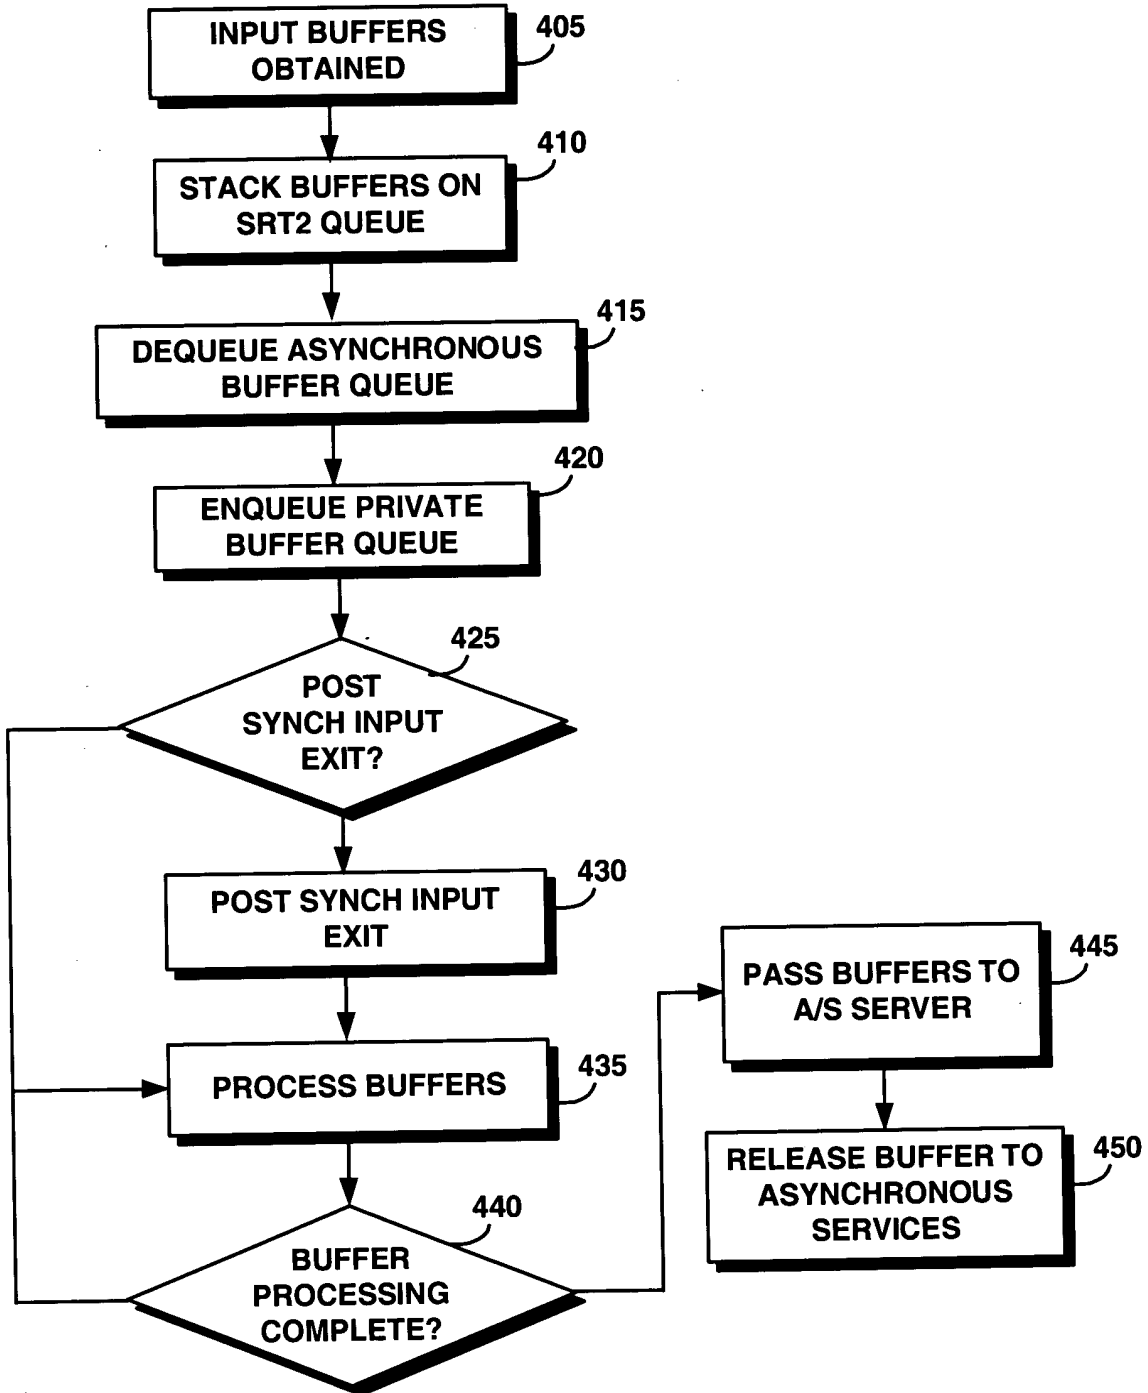 INPUT BUFFERS
OBTAINED
405
STACK BUFFERS ON
SRT2 QUEUE
410
DEQUEUE ASYNCHRONOUS
BUFFER QUEUE
415
ENQUEUE PRIVATE
BUFFER QUEUE
420
POST
SYNCH INPUT
EXIT?
425
POST SYNCH INPUT
EXIT
430
PROCESS BUFFERS
435
BUFFER
PROCESSING
COMPLETE?
440
PASS BUFFERS TO
A/S SERVER
445
RELEASE BUFFER TO
ASYNCHRONOUS
SERVICES
450